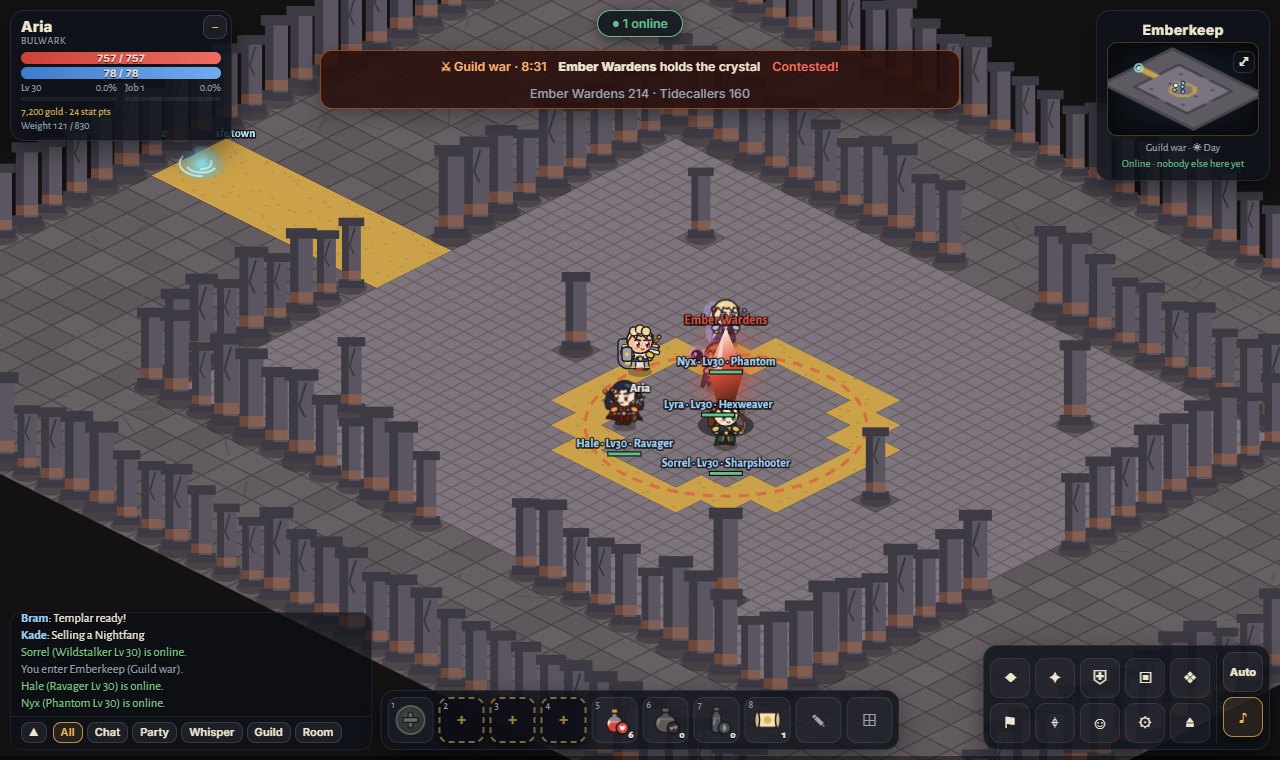 Aria
BULWARK
757 / 757
78 / 78
Lv 30 0.0% Job 1 0.0%
7,200 gold · 24 stat pts
Weight 121 / 830
town
1 online
Guild war · 8:31 Ember Wardens holds the crystal Contested!
Ember Wardens 214 · Tidecallers 160
Emberkeep
Guild war · ☀ Day
Online · nobody else here yet
Ember Wardens
Nyx · Lv30 · Phantom
Aria
Lyra · Lv30 · Hexweaver
Hale · Lv30 · Ravager
Sorrel · Lv30 · Sharpshooter
Bram: Templar ready!
Kade: Selling a Nightfang
Sorrel (Wildstalker Lv 30) is online.
You enter Emberkeep (Guild war).
Hale (Ravager Lv 30) is online.
Nyx (Phantom Lv 30) is online.
All Chat Party Whisper Guild Room
1 2 3 4 5 6 7 8
6 0 0 1
Auto